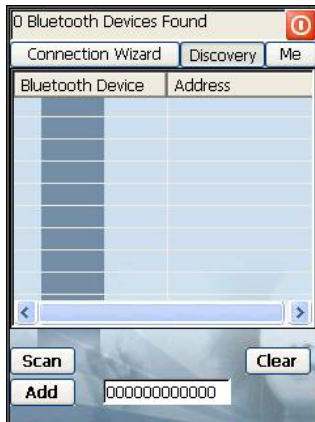 0 Bluetooth Devices Found
Connection Wizard Discovery Me
Bluetooth Device Address
Scan Clear
Add 000000000000